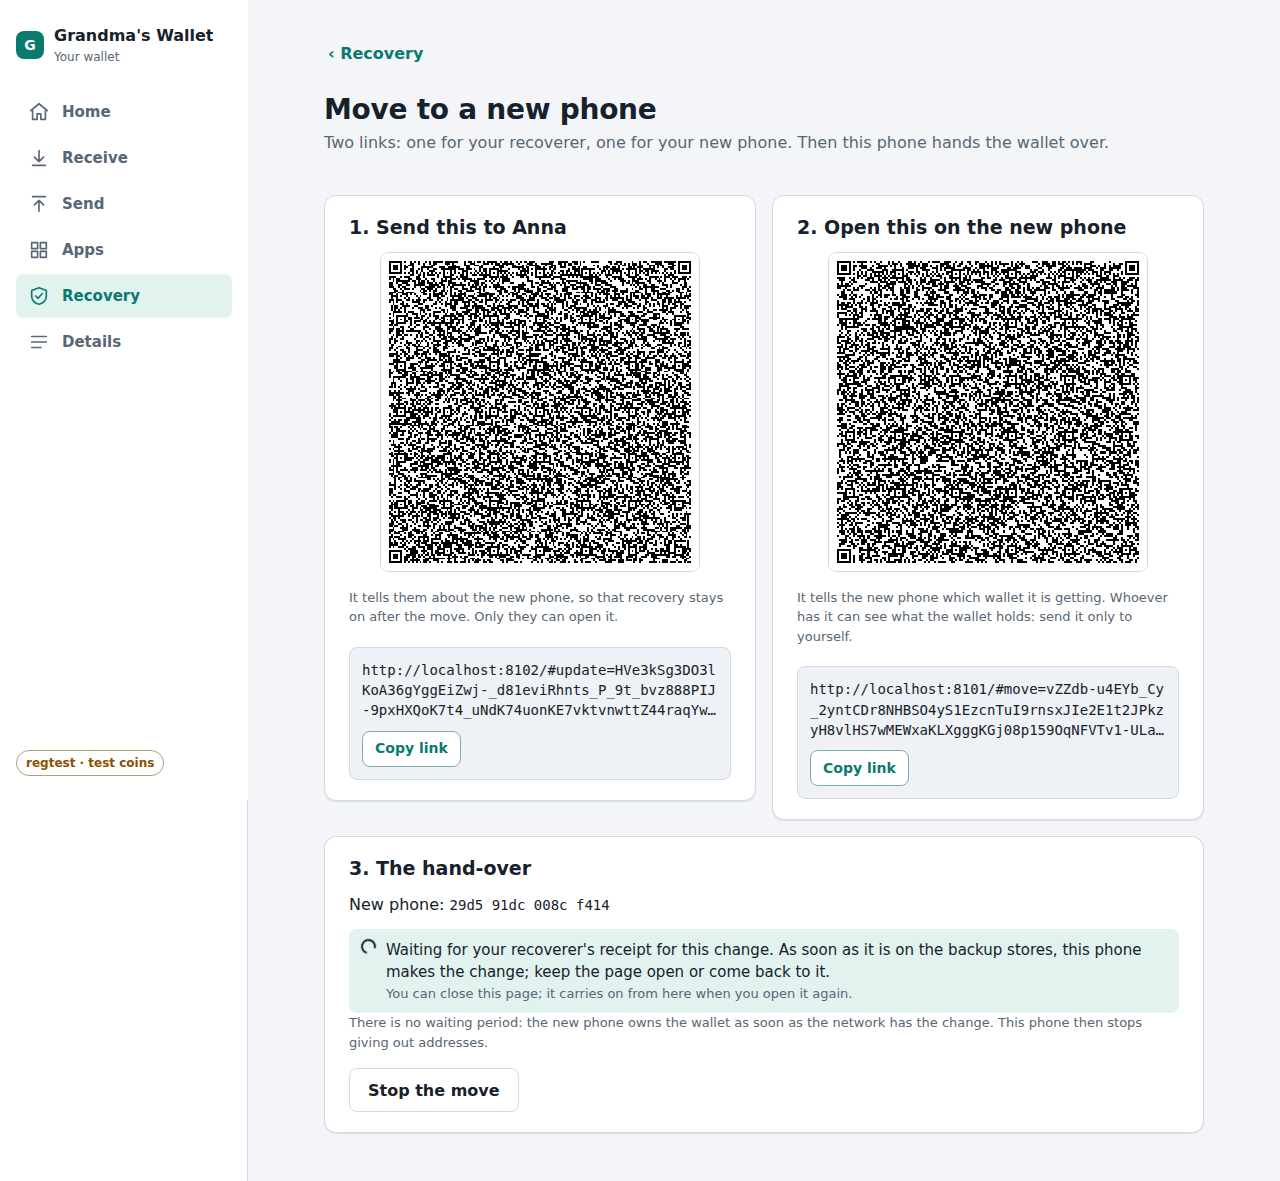 G
Grandma's Wallet
Your wallet
Home
Receive
Send
Apps
Recovery
Details
regtest · test coins
‹ Recovery
Move to a new phone
Two links: one for your recoverer, one for your new phone. Then this phone hands the wallet over.
1. Send this to Anna
It tells them about the new phone, so that recovery stays
on after the move. Only they can open it.
http://localhost:8102/#update=HVe3kSg3DO3l
KoA36gYggEiZwj-_d81eviRhnts_P_9t_bvz888PIJ
-9pxHXQoK7t4_uNdK74uonKE7vktvnwttZ44raqYw…
Copy link
2. Open this on the new phone
It tells the new phone which wallet it is getting. Whoever
has it can see what the wallet holds: send it only to
yourself.
http://localhost:8101/#move=vZZdb-u4EYb_Cy
_2yntCDr8NHBSO4yS1EzcnTuI9rnsxJIe2E1t2JPkz
yH8vlHS7wMEWxaKLXgggKGj08p159OqNFVTv1-ULa…
Copy link
3. The hand-over
New phone: 29d5 91dc 008c f414
Waiting for your recoverer's receipt for this change. As soon as it is on the backup stores, this phone
makes the change; keep the page open or come back to it.
You can close this page; it carries on from here when you open it again.
There is no waiting period: the new phone owns the wallet as soon as the network has the change. This phone then stops
giving out addresses.
Stop the move